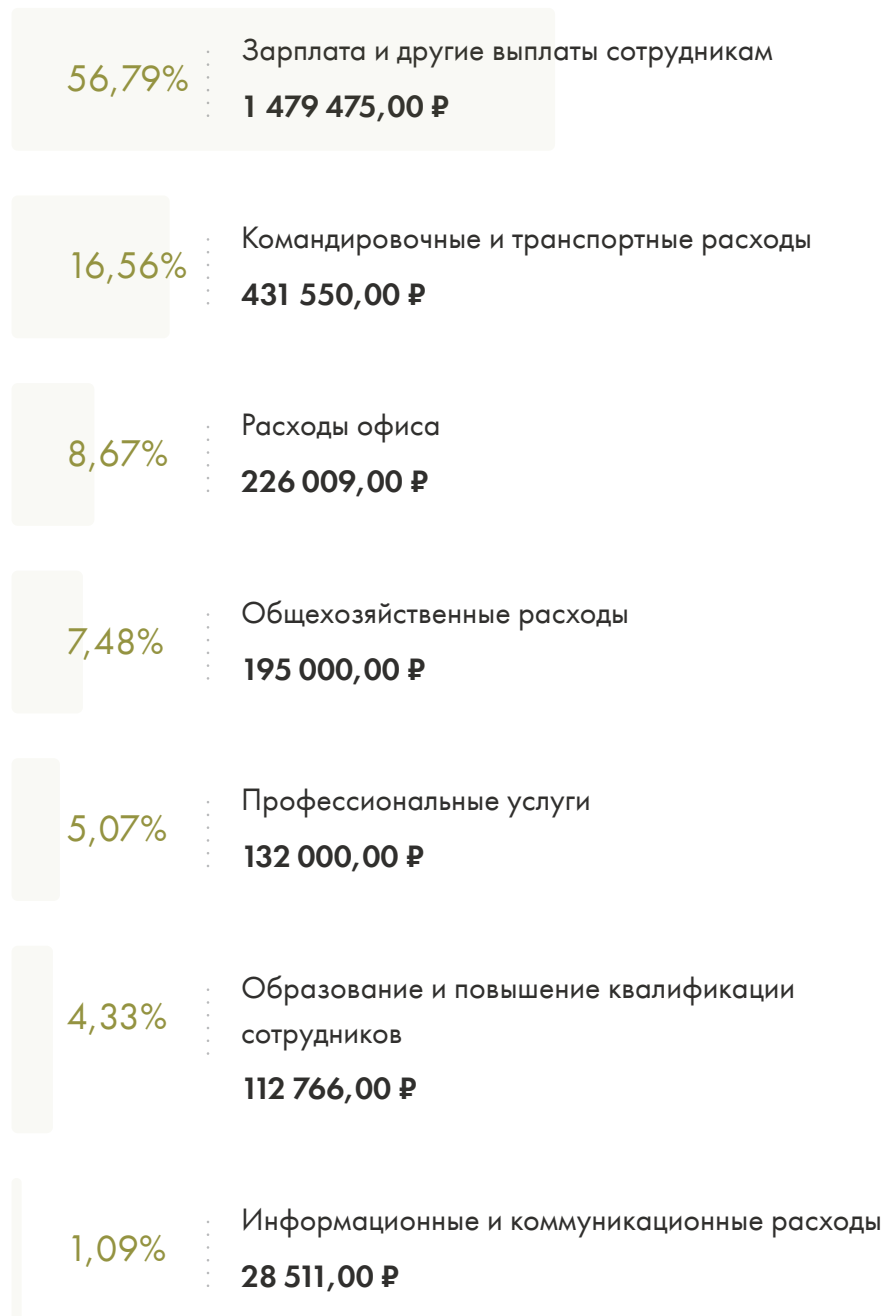 56,79%
Зарплата и другие выплаты сотрудникам
1 479 475,00 ₽
16,56%
Командировочные и транспортные расходы
431 550,00 ₽
8,67%
Расходы офиса
226 009,00 ₽
7,48%
Общехозяйственные расходы
195 000,00 ₽
5,07%
Профессиональные услуги
132 000,00 ₽
4,33%
Образование и повышение квалификации
сотрудников
112 766,00 ₽
1,09%
Информационные и коммуникационные расходы
28 511,00 ₽